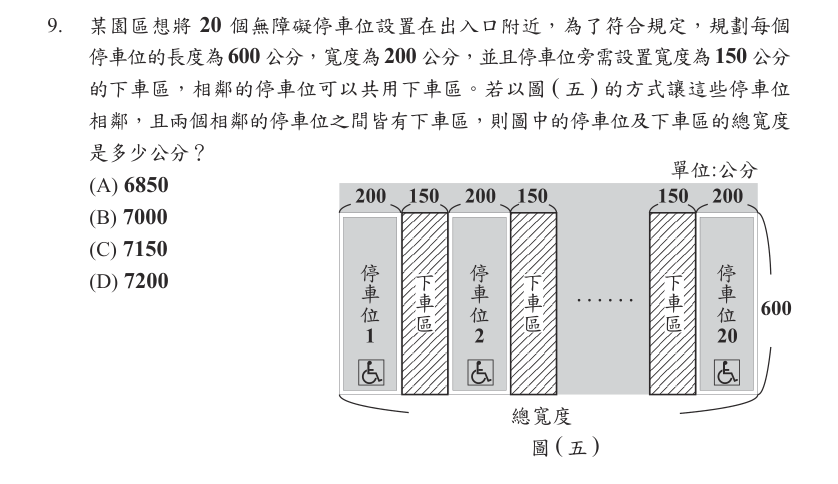 9. 某園區想將 20 個無障礙停車位設置在出入口附近，為了符合規定，規劃每個
停車位的長度為 600 公分，寬度為 200 公分，並且停車位旁需設置寬度為 150 公分
的下車區，相鄰的停車位可以共用下車區。若以圖（五）的方式讓這些停車位
相鄰，且兩個相鄰的停車位之間皆有下車區，則圖中的停車位及下車區的總寬度
是多少公分？
(A) 6850
(B) 7000
(C) 7150
(D) 7200
單位:公分
200 150 200 150 150 200
停車位1
下車區
停車位2
下車區
……
下車區
停車位20
600
總寬度
圖（五）